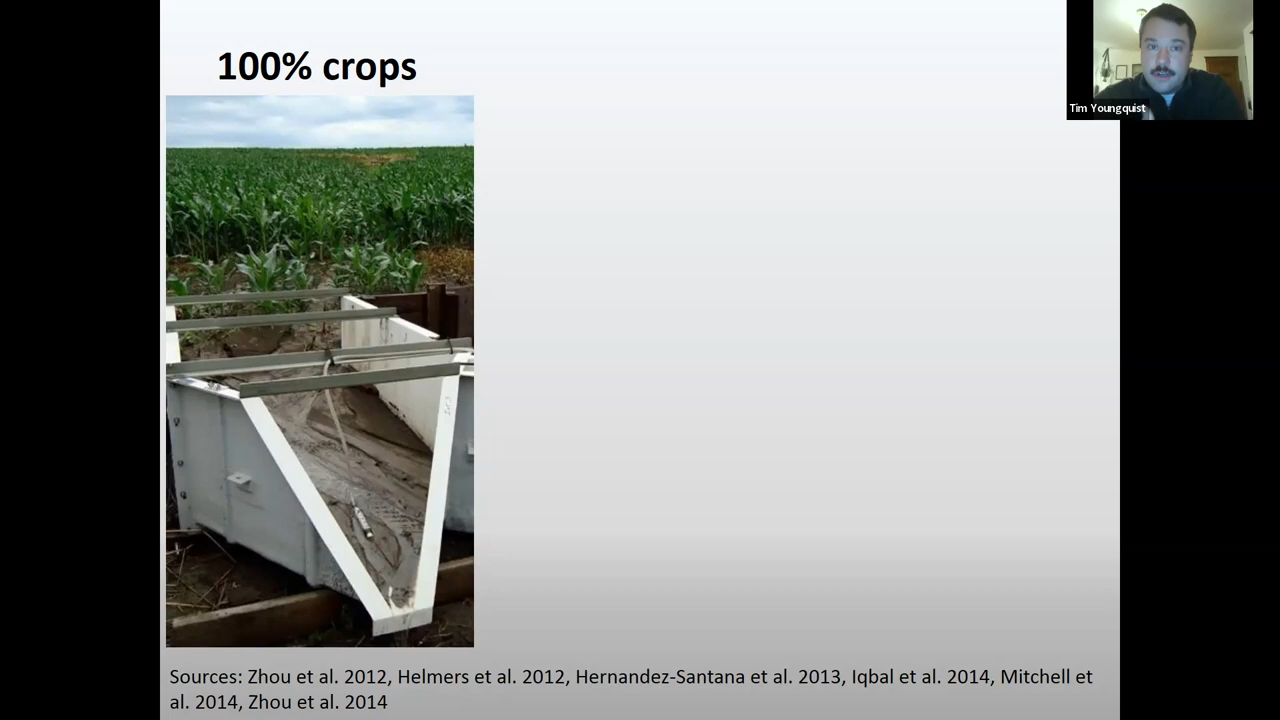 100% crops
Tim Youngquist
Sources: Zhou et al. 2012, Helmers et al. 2012, Hernandez-Santana et al. 2013, Iqbal et al. 2014, Mitchell et
al. 2014, Zhou et al. 2014